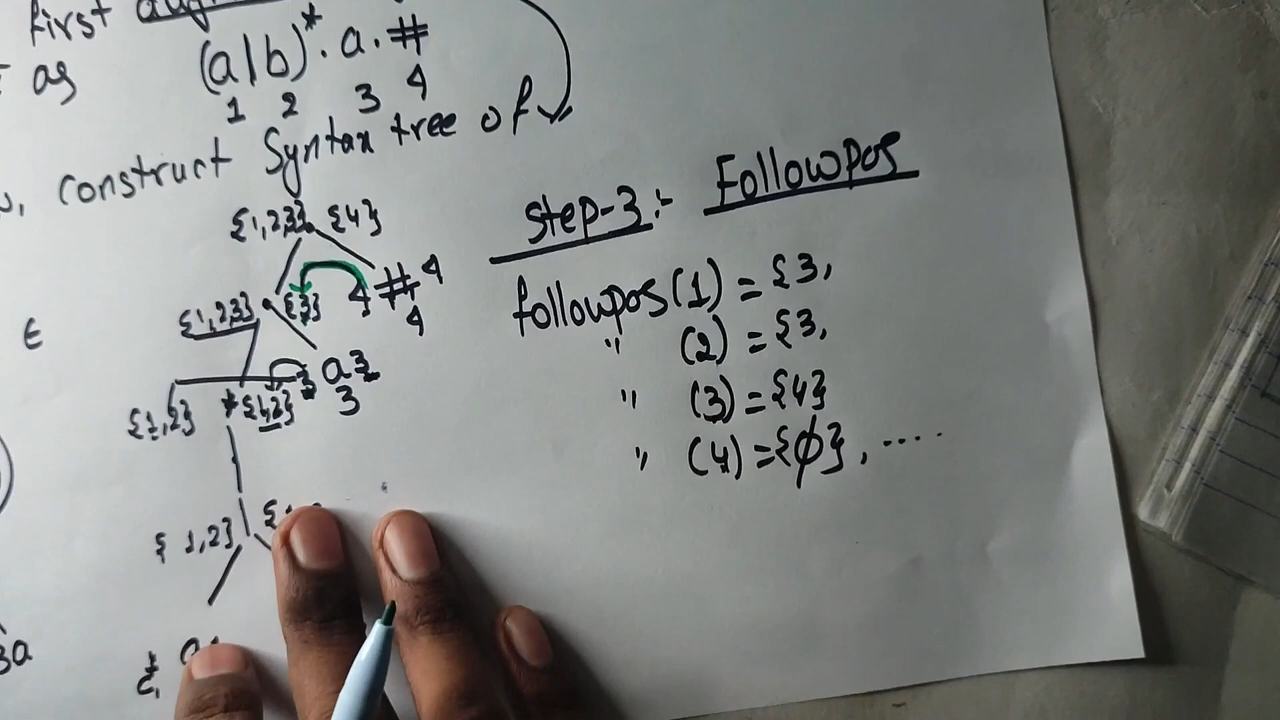 first
as (a|b)*.a.#
1 2 3 4
construct Syntax tree of
{1,2,3} {4}
{1,2,3} {3} 4 # 4
4
a 3
3
{1,2} * {1,2} 3
{1,2}
Step-3:- Followpos
followpos(1) = {3,
" (2) = {3,
" (3) = {4}
" (4) = {ϕ}, ....
ε
3a